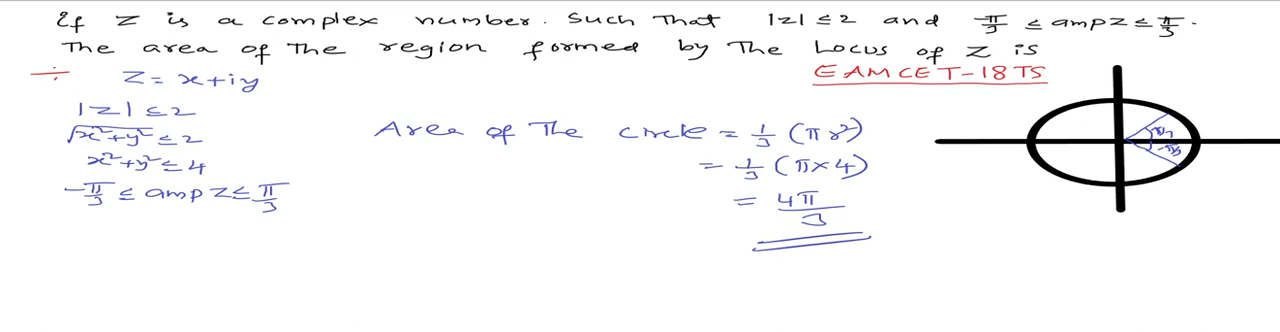 If Z is a complex number. Such That |z| ≤ 2 and -π/3 ≤ amp z ≤ π/3.
The area of The region formed by The Locus of Z is
EAMCET-18TS
÷ Z = x+iy
|Z| ≤ 2
√x²+y² ≤ 2
x²+y² ≤ 4
-π/3 ≤ amp Z ≤ π/3
Area of The circle = 1/3 (πr²)
= 1/3 (π×4)
= 4π/3
π/3
-π/3